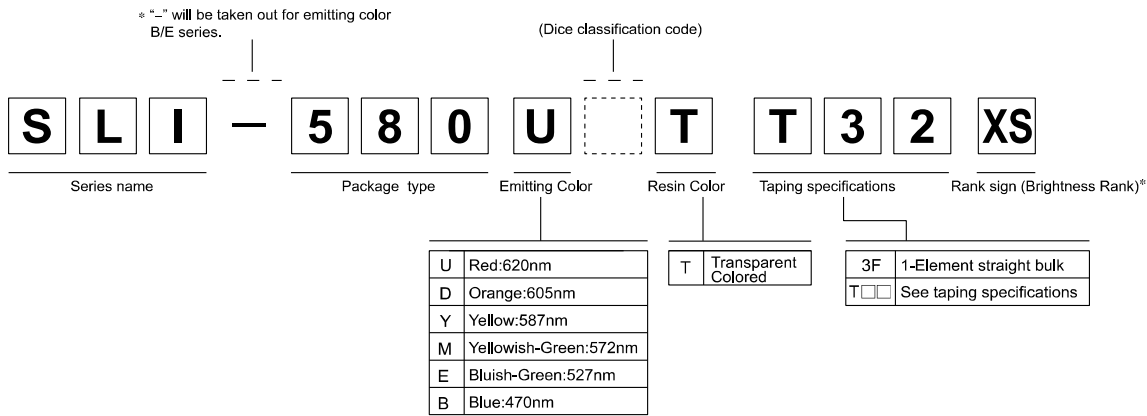 * "–" will be taken out for emitting color
B/E series.
(Dice classification code)
S L I – 5 8 0 U T T 3 2 XS
Series name Package type Emitting Color Resin Color Taping specifications Rank sign (Brightness Rank)*
U Red:620nm
D Orange:605nm
Y Yellow:587nm
M Yellowish-Green:572nm
E Bluish-Green:527nm
B Blue:470nm
T Transparent
Colored
3F 1-Element straight bulk
T□□ See taping specifications